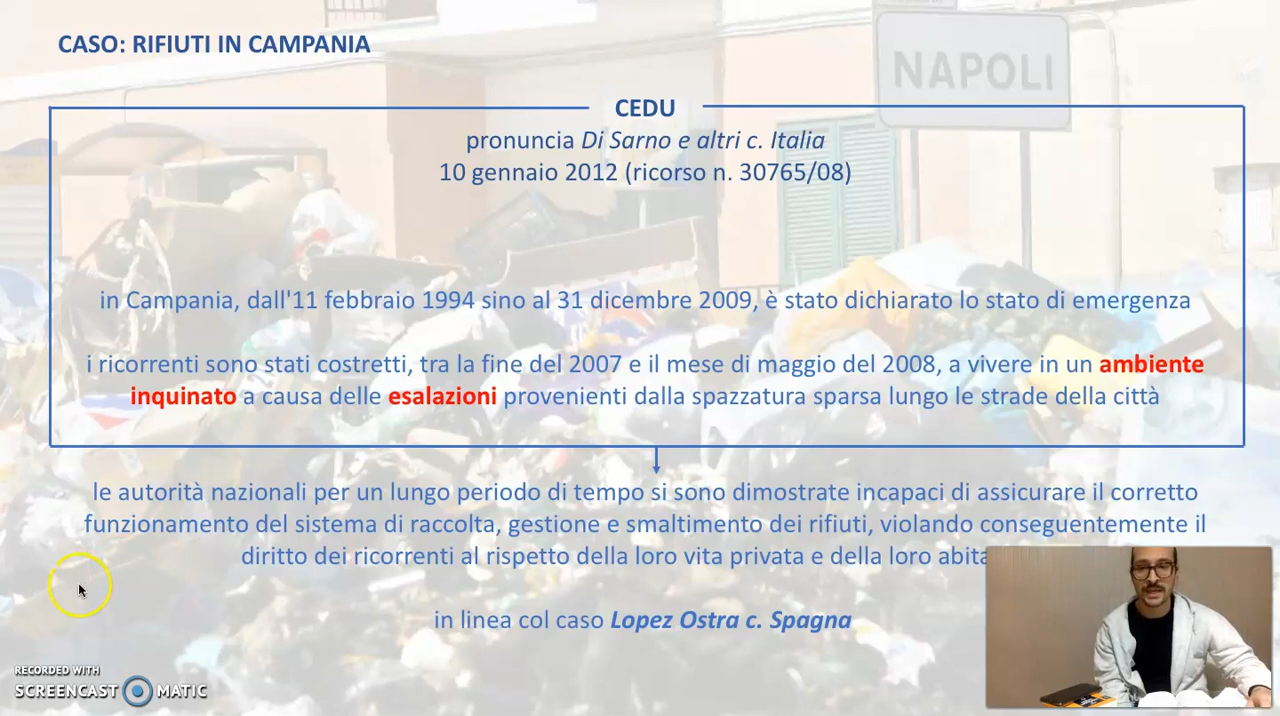 CASO: RIFIUTI IN CAMPANIA
NAPOLI
CEDU
pronuncia Di Sarno e altri c. Italia
10 gennaio 2012 (ricorso n. 30765/08)
in Campania, dall'11 febbraio 1994 sino al 31 dicembre 2009, è stato dichiarato lo stato di emergenza
i ricorrenti sono stati costretti, tra la fine del 2007 e il mese di maggio del 2008, a vivere in un ambiente
inquinato a causa delle esalazioni provenienti dalla spazzatura sparsa lungo le strade della città
le autorità nazionali per un lungo periodo di tempo si sono dimostrate incapaci di assicurare il corretto
funzionamento del sistema di raccolta, gestione e smaltimento dei rifiuti, violando conseguentemente il
diritto dei ricorrenti al rispetto della loro vita privata e della loro
in linea col caso Lopez Ostra c. Spagna
RECORDED WITH
SCREENCAST MATIC